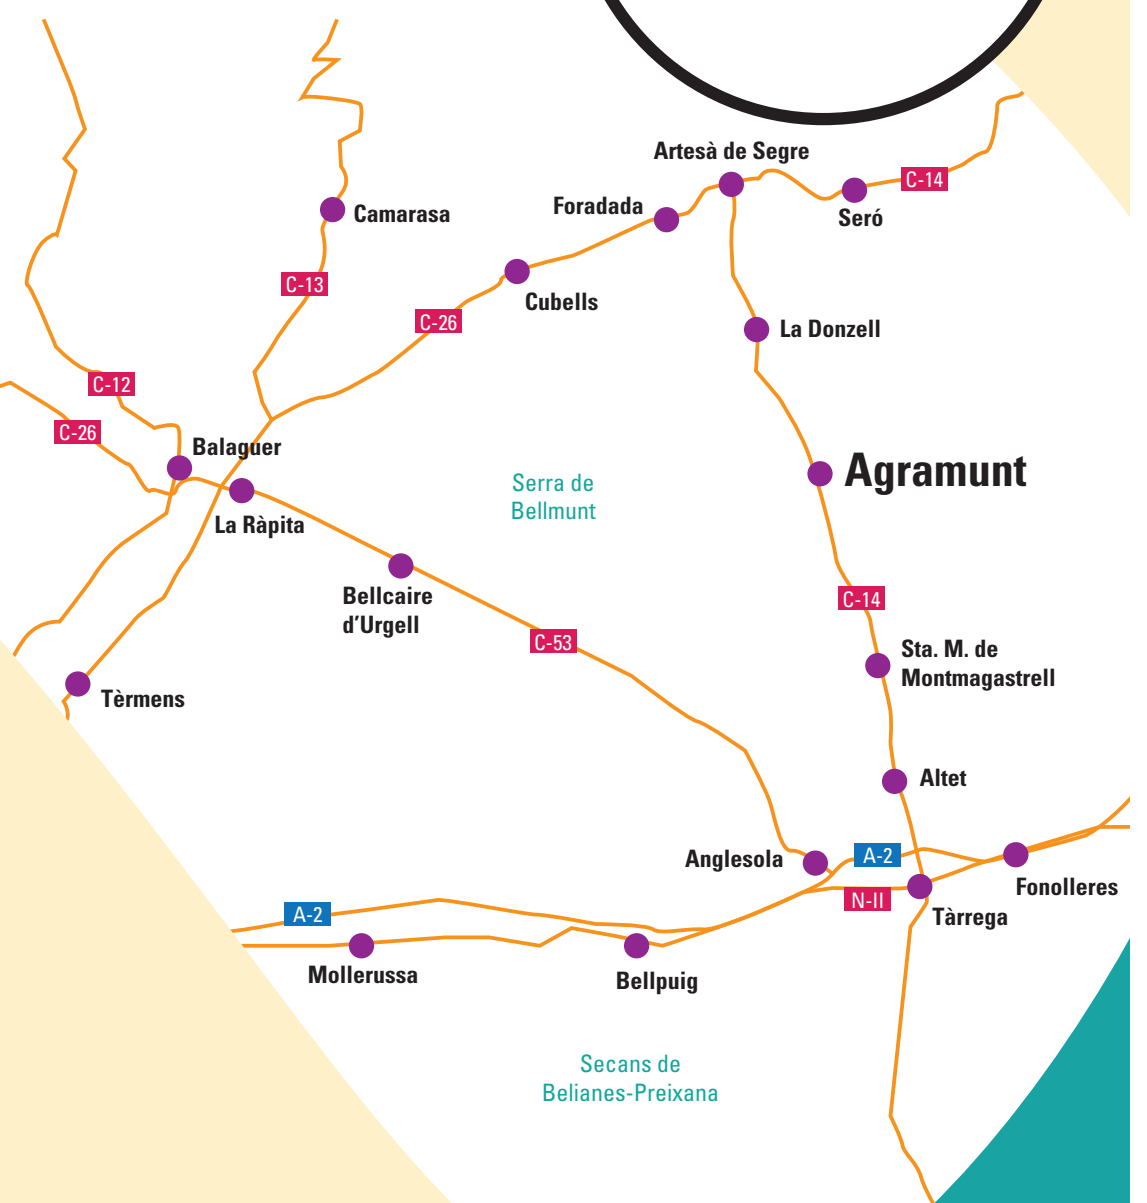 Artesà de Segre
C-14
Foradada
Seró
Camarasa
C-13
Cubells
C-26
La Donzell
C-12
C-26
Balaguer
Agramunt
Serra de
Bellmunt
La Ràpita
Bellcaire
d'Urgell
C-14
C-53
Sta. M. de
Montmagastrell
Tèrmens
Altet
Anglesola
A-2
Fonolleres
N-II
A-2
Tàrrega
Mollerussa
Bellpuig
Secans de
Belianes-Preixana